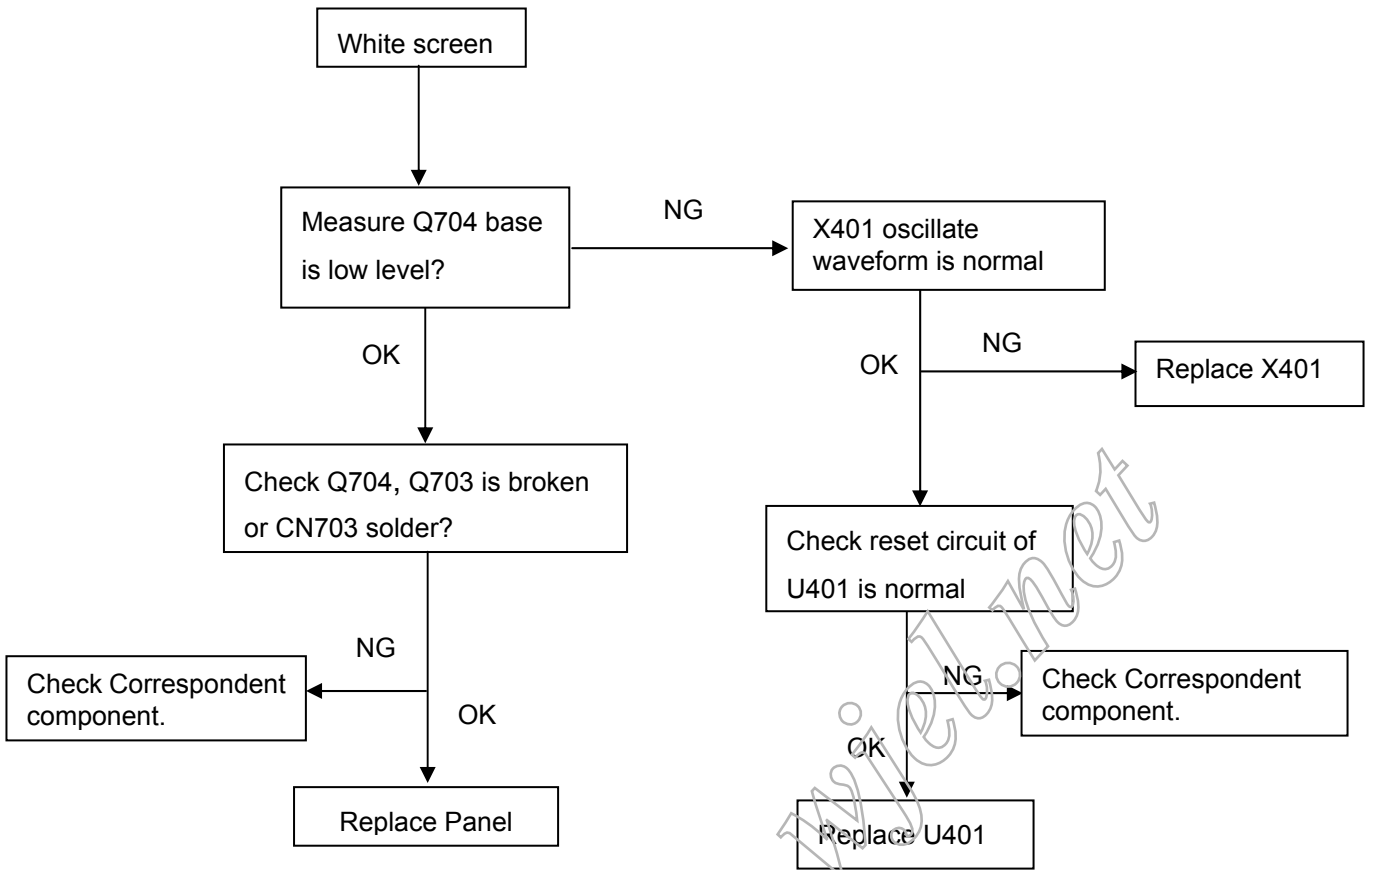 White screen
Measure Q704 base
is low level?
NG
X401 oscillate
waveform is normal
OK
OK
NG
Replace X401
Check Q704, Q703 is broken
or CN703 solder?
Check reset circuit of
U401 is normal
NG
Check Correspondent
component.
OK
NG
Check Correspondent
component.
OK
Replace Panel
Replace U401
wjel.net